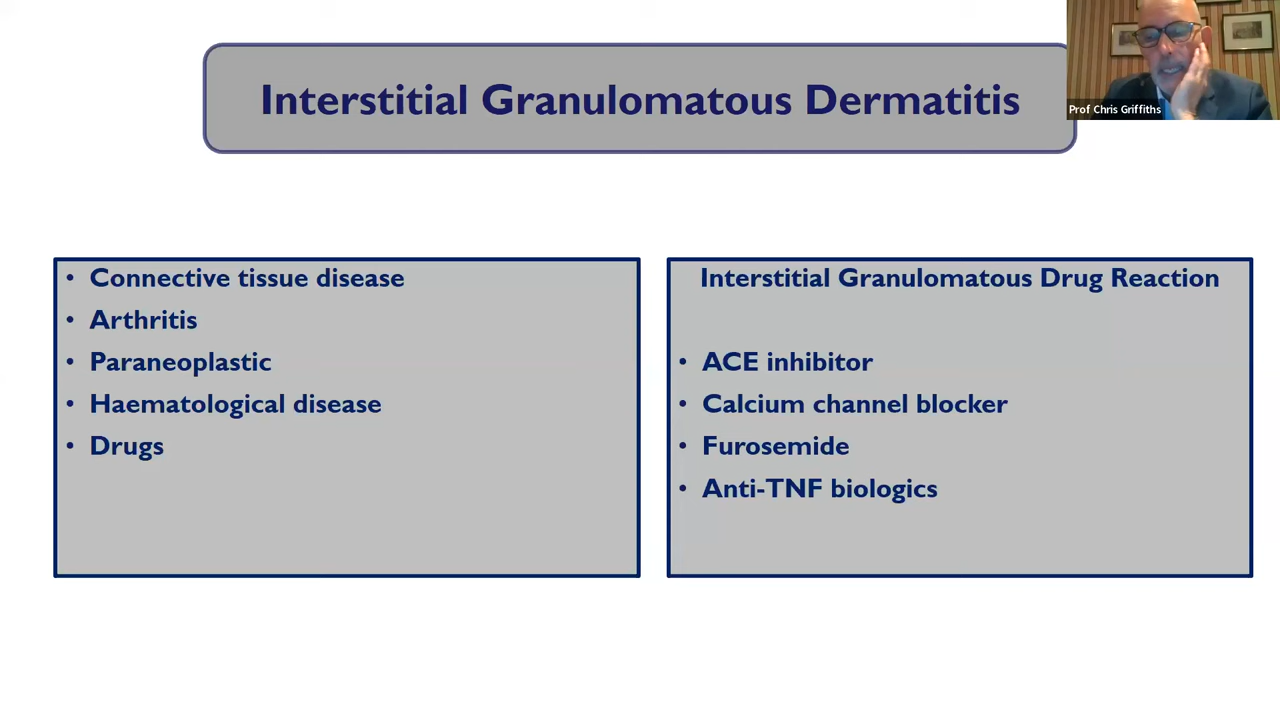 Interstitial Granulomatous Dermatitis
Prof Chris Griffiths
• Connective tissue disease
• Arthritis
• Paraneoplastic
• Haematological disease
• Drugs
Interstitial Granulomatous Drug Reaction
• ACE inhibitor
• Calcium channel blocker
• Furosemide
• Anti-TNF biologics